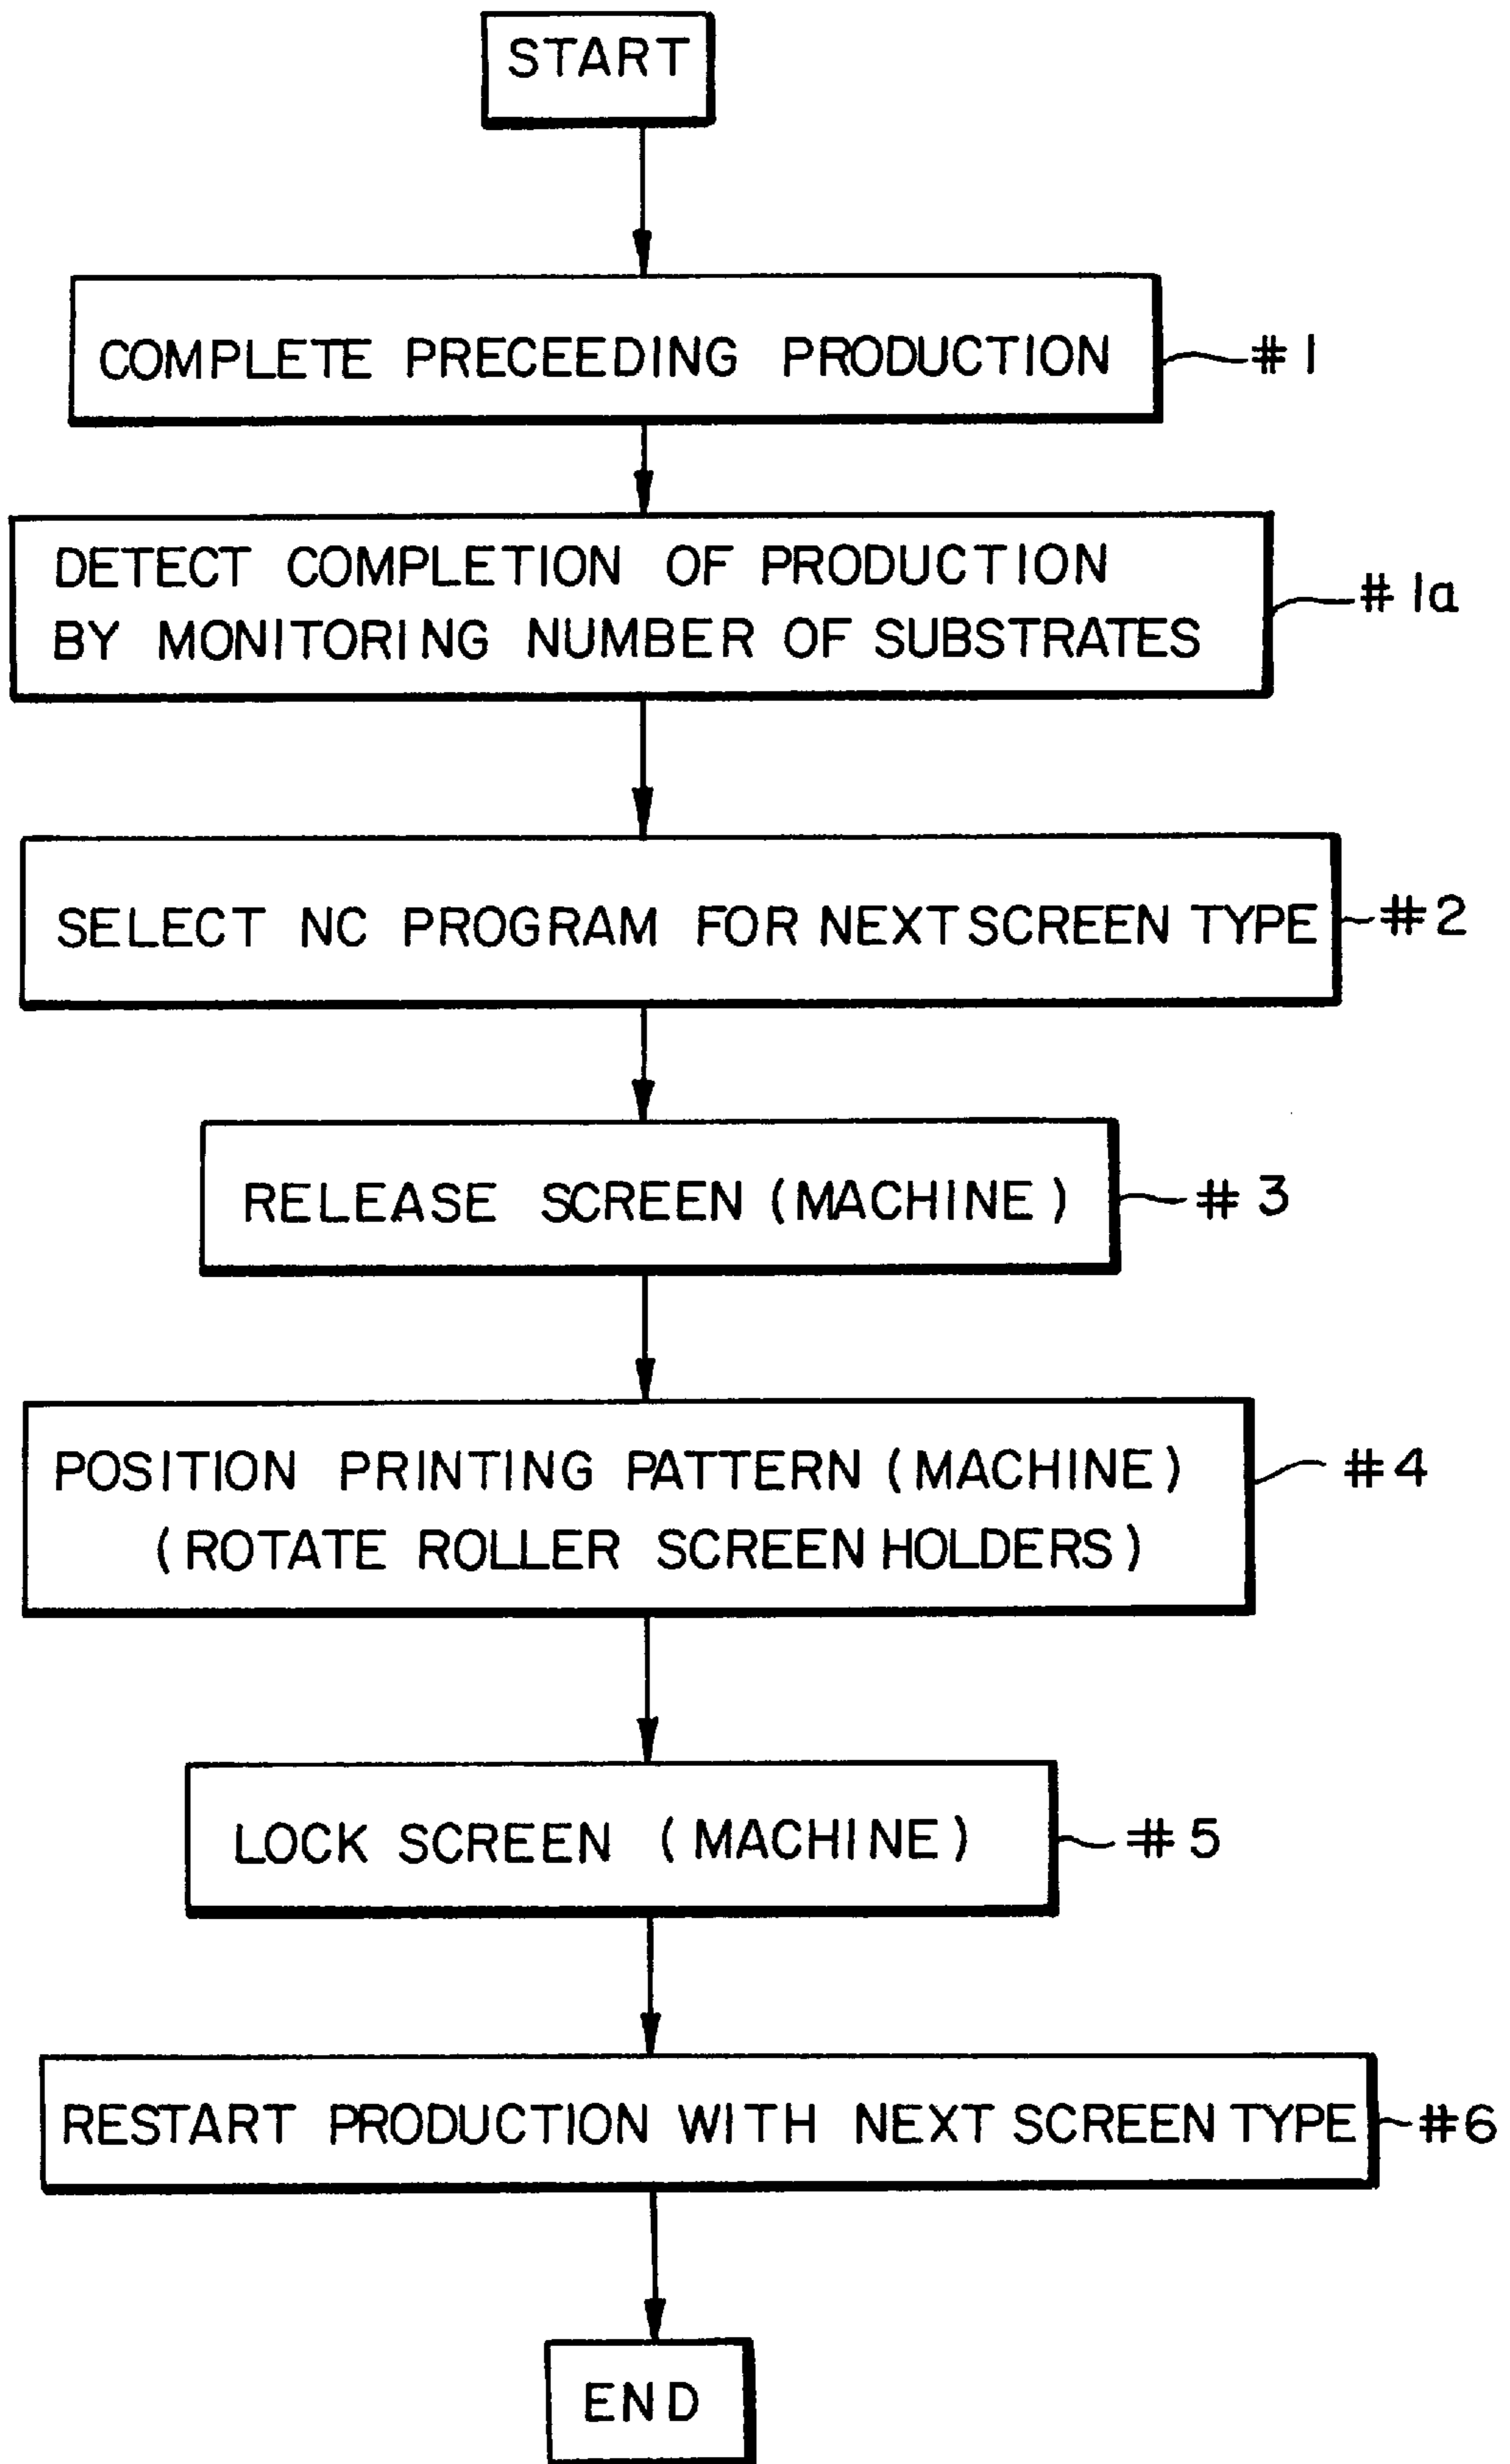 START
COMPLETE PRECEEDING PRODUCTION #1
DETECT COMPLETION OF PRODUCTION
BY MONITORING NUMBER OF SUBSTRATES
#1a
SELECT NC PROGRAM FOR NEXT SCREEN TYPE #2
RELEASE SCREEN (MACHINE) #3
POSITION PRINTING PATTERN (MACHINE)
(ROTATE ROLLER SCREEN HOLDERS)
#4
LOCK SCREEN (MACHINE) #5
RESTART PRODUCTION WITH NEXT SCREEN TYPE #6
END